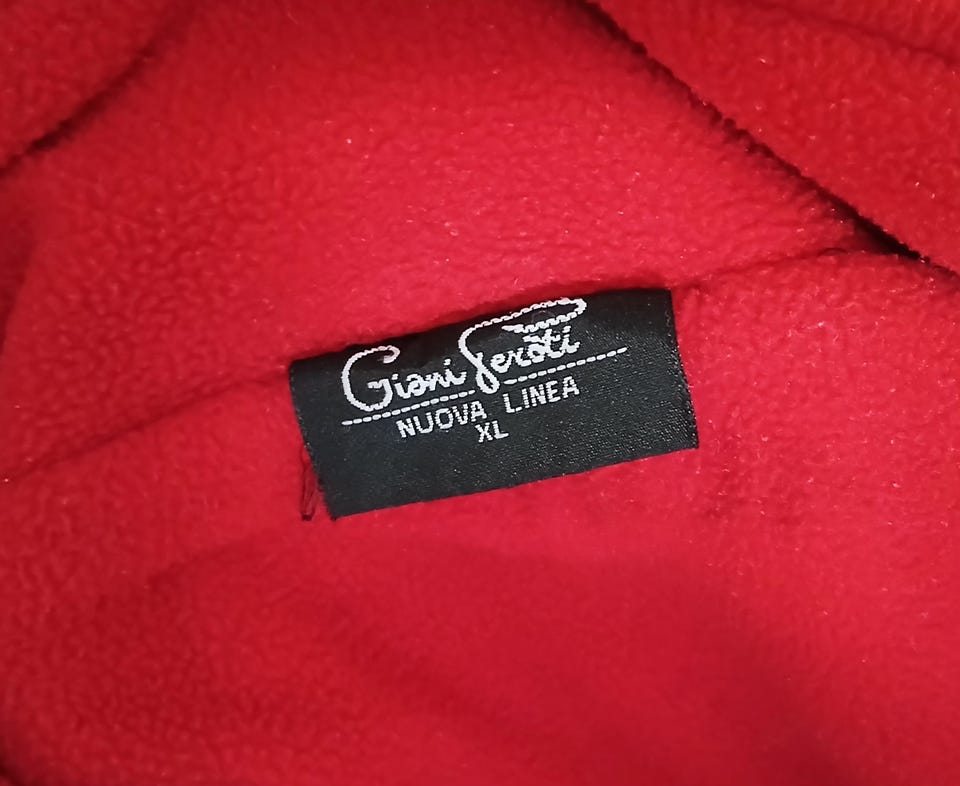 Giani Feroti
NUOVA LINEA
XL